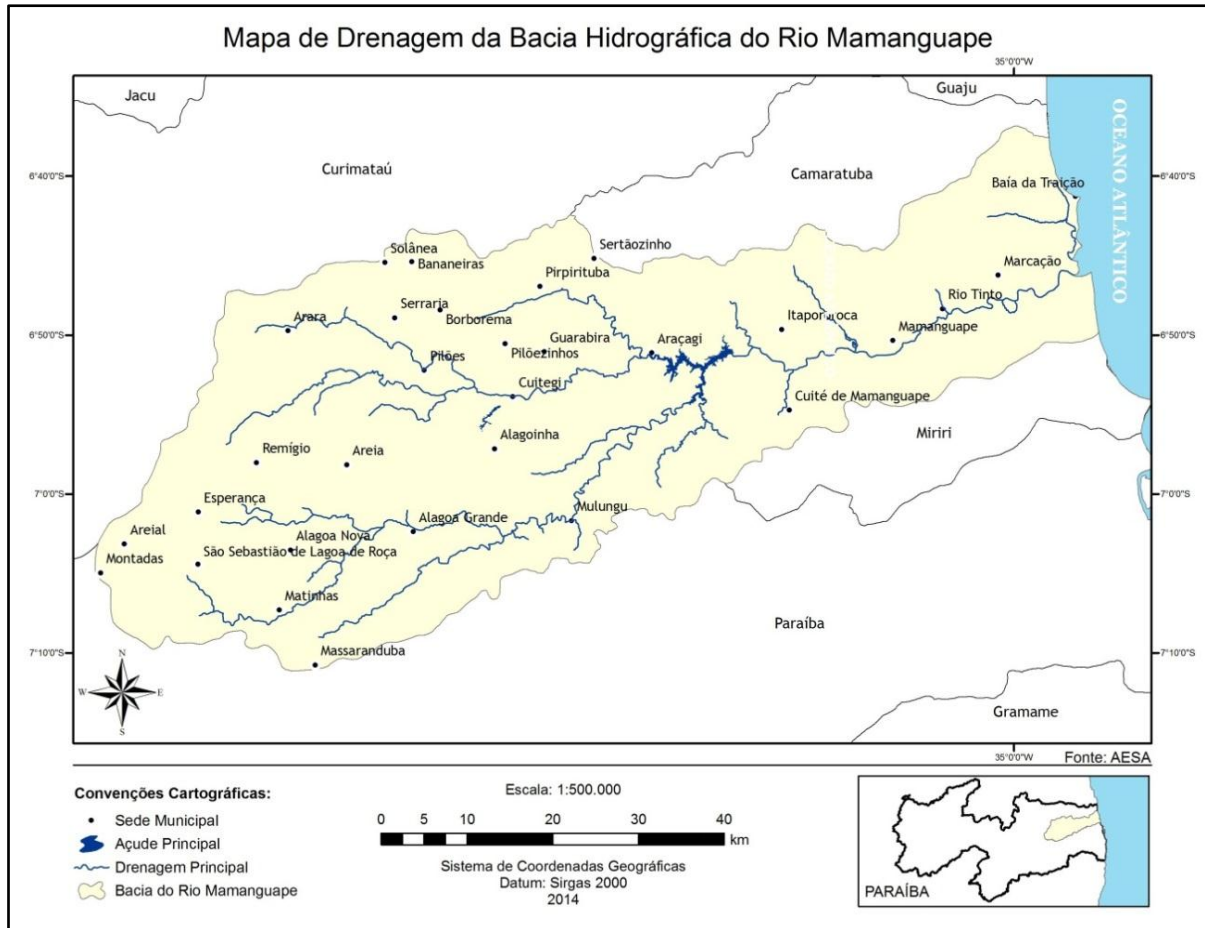 Mapa de Drenagem da Bacia Hidrográfica do Rio Mamanguape
35°0'0"W
Jacu
Guaju
OCEANO ATLÂNTICO
Curimataú
Camaratuba
6°40'0"S
6°40'0"S
Baía da Traição
Solânea
Bananeiras
Sertãozinho
Pirpirituba
Marcação
Serraria
Borborema
Rio Tinto
Arara
Itaporoca
6°50'0"S
6°50'0"S
Guarabira
Araçagi
Mamanguape
Pilões
Pilõezinhos
Cuitegi
Cuité de Mamanguape
Alagoinha
Miriri
Remígio
Areia
7°0'0"S
7°0'0"S
Esperança
Mulungu
Alagoa Grande
Areial
Alagoa Nova
São Sebastião de Lagoa de Roça
Montadas
Matinhas
Paraíba
Massaranduba
7°10'0"S
7°10'0"S
N
W
E
S
Gramame
35°0'0"W
Fonte: AESA
Convenções Cartográficas:
Sede Municipal
Açude Principal
Drenagem Principal
Bacia do Rio Mamanguape
Escala: 1:500.000
0 5 10 20 30 40
km
Sistema de Coordenadas Geográficas
Datum: Sirgas 2000
2014
PARAÍBA